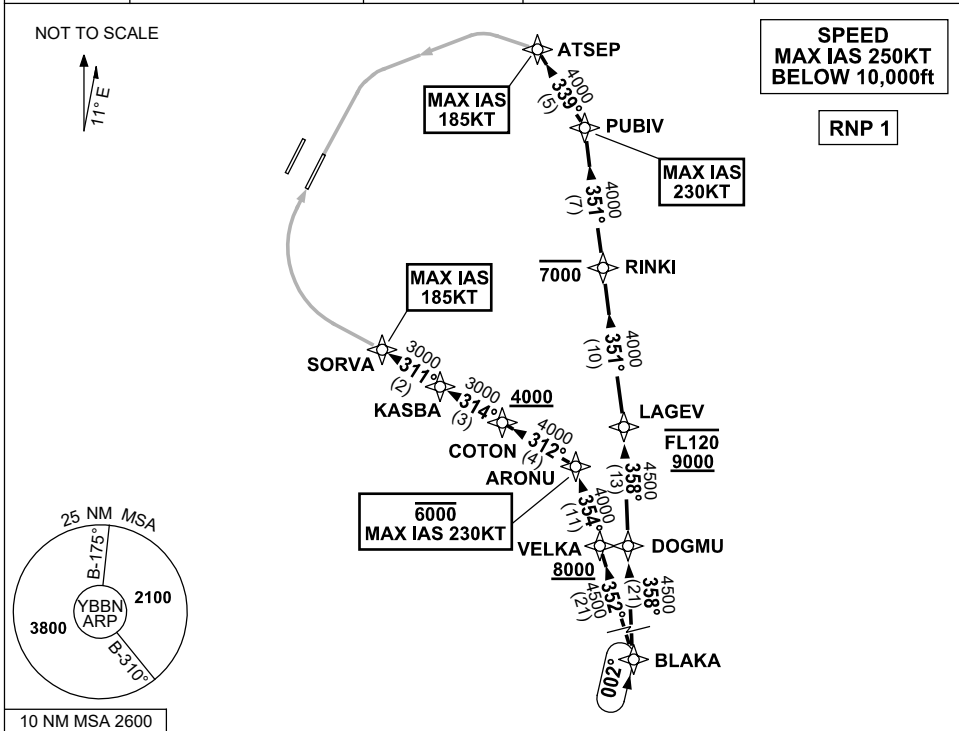 NOT TO SCALE
11° E
SPEED
MAX IAS 250KT
BELOW 10,000ft
RNP 1
ATSEP
MAX IAS
185KT
4000
339°
(5)
PUBIV
MAX IAS
230KT
4000
351°
(7)
7000
RINKI
4000
351°
(10)
MAX IAS
185KT
SORVA
3000
311°
(2)
KASBA
3000
314°
(3)
4000
COTON
4000
312°
(4)
ARONU
LAGEV
FL120
9000
4500
358°
(13)
6000
MAX IAS 230KT
4000
354°
(11)
VELKA
8000
DOGMU
4500
352°
(21)
4500
358°
(21)
BLAKA
002°
25 NM MSA
B-175°
YBBN
ARP
2100
3800
B-310°
10 NM MSA 2600